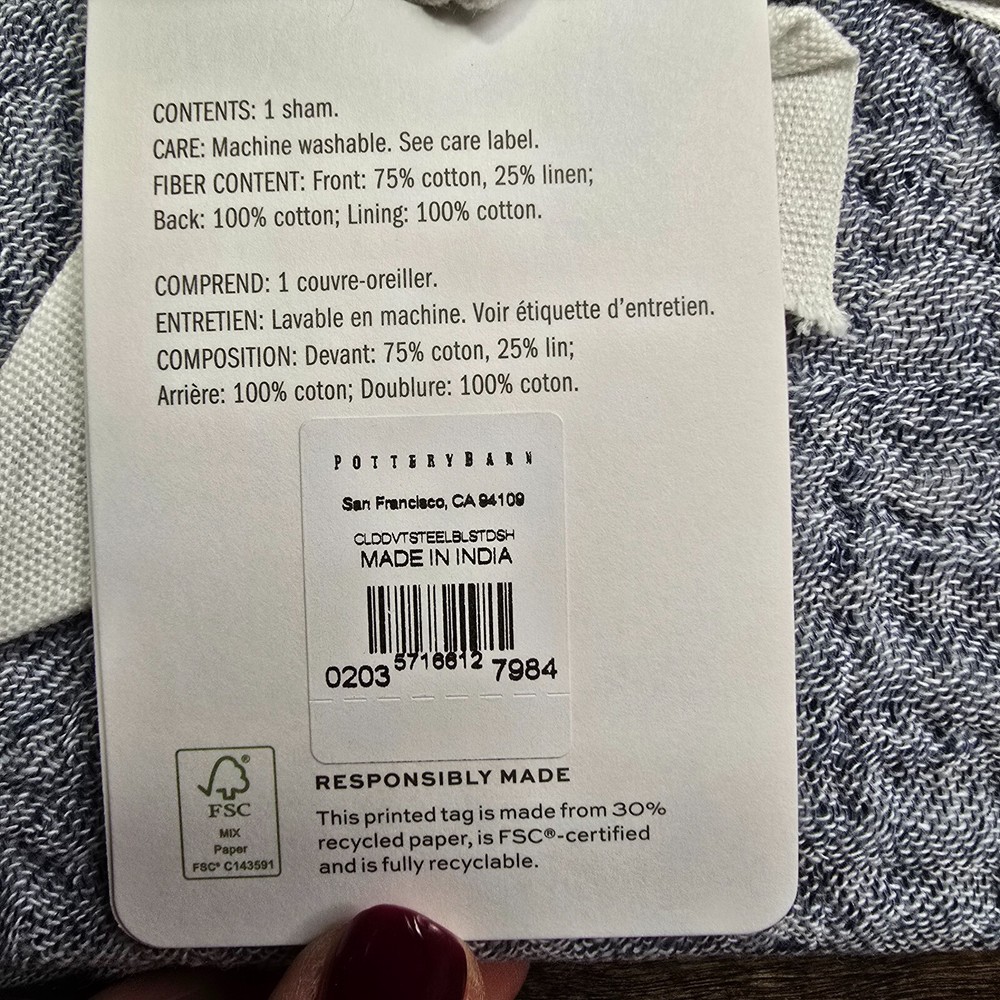 CONTENTS: 1 sham.
CARE: Machine washable. See care label.
FIBER CONTENT: Front: 75% cotton, 25% linen;
Back: 100% cotton; Lining: 100% cotton.
COMPREND: 1 couvre-oreiller.
ENTRETIEN: Lavable en machine. Voir étiquette d'entretien.
COMPOSITION: Devant: 75% coton, 25% lin;
Arrière: 100% coton; Doublure: 100% coton.
POTTERYBARN
San Francisco, CA 94109
CLDDVTSTEELBLSTDSH
MADE IN INDIA
0203 5716612 7984
FSC®
MIX
Paper
FSC® C143591
RESPONSIBLY MADE
This printed tag is made from 30%
recycled paper, is FSC®-certified
and is fully recyclable.